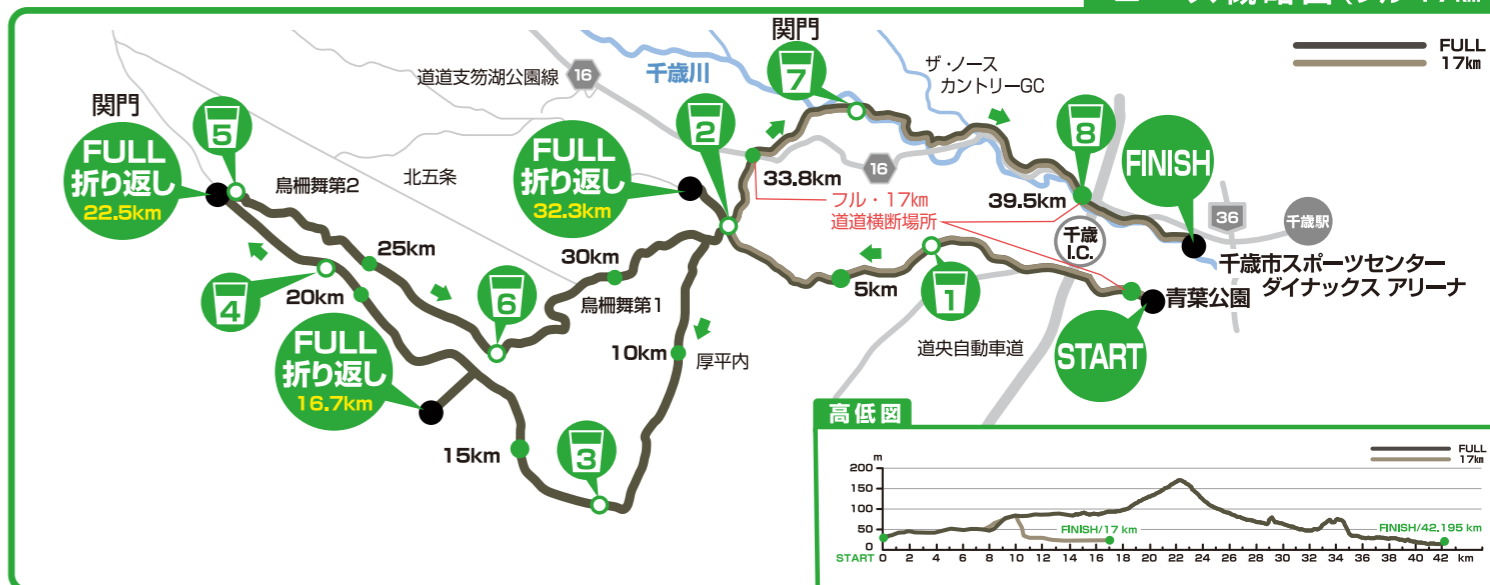 FULL
17㎞
関門
7
道道支笏湖公園線
16
千歳川
ザ・ノース
カントリーGC
関門
FULL
折り返し
22.5km
5
鳥柵舞第2
北五条
FULL
折り返し
32.3km
2
33.8km
16
8
39.5km
FINISH
フル・17㎞
道道横断場所
36
千歳駅
千歳
I.C.
千歳市スポーツセンター
ダイナックス アリーナ
25km
30km
5km
1
青葉公園
4
20km
6
鳥柵舞第1
START
道央自動車道
FULL
折り返し
16.7km
10km
厚平内
15km
3
高低図
FULL
17㎞
m
200
150
100
50
0
FINISH/17 km
FINISH/42.195 km
START 0 2 4 6 8 10 12 14 16 18 20 22 24 26 28 30 32 34 36 38 40 42 km